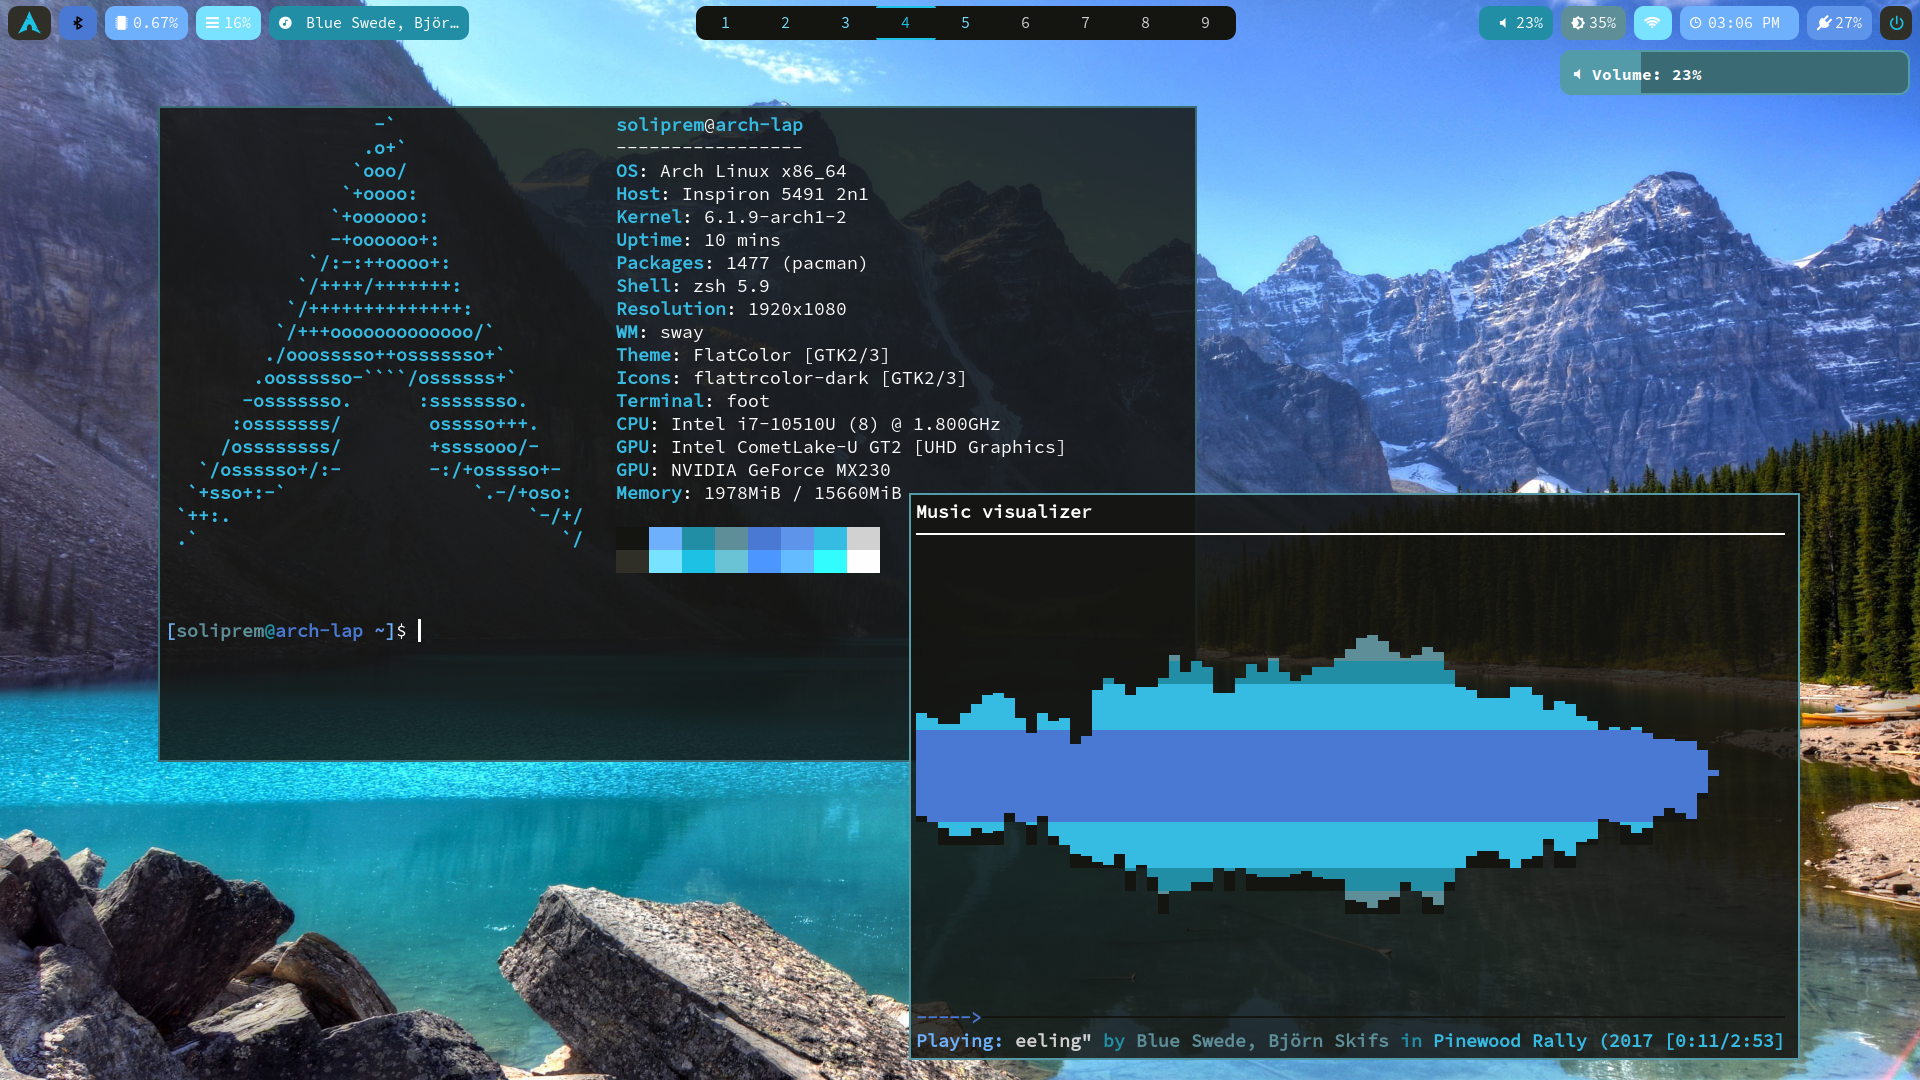 0.67% 16% Blue Swede, Björ… 1 2 3 4 5 6 7 8 9 23% 35% 03:06 PM 27%
Volume: 23%
soliprem@arch-lap
-----------------
OS: Arch Linux x86_64
Host: Inspiron 5491 2n1
Kernel: 6.1.9-arch1-2
Uptime: 10 mins
Packages: 1477 (pacman)
Shell: zsh 5.9
Resolution: 1920x1080
WM: sway
Theme: FlatColor [GTK2/3]
Icons: flattrcolor-dark [GTK2/3]
Terminal: foot
CPU: Intel i7-10510U (8) @ 1.800GHz
GPU: Intel CometLake-U GT2 [UHD Graphics]
GPU: NVIDIA GeForce MX230
Memory: 1978MiB / 15660MiB
[soliprem@arch-lap ~]$
Music visualizer
----->
Playing: eeling" by Blue Swede, Björn Skifs in Pinewood Rally (2017 [0:11/2:53]